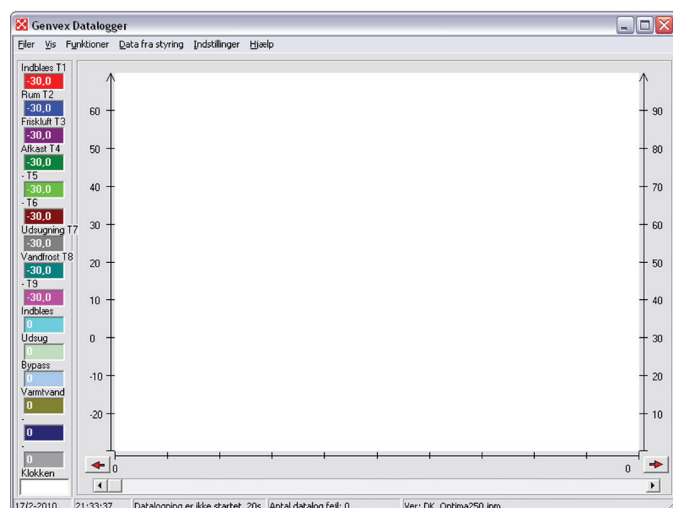 Genvex Datalogger
Filer Vis Funktioner Data fra styring Indstillinger Hjælp
Indblæs T1
-30,0
Rum T2
-30,0
Friskluft T3
-30,0
Afkast T4
-30,0
- T5
-30,0
- T6
-30,0
Udsugning T7
-30,0
Vandfrost T8
-30,0
- T9
-30,0
Indblæs
0
Udsug
0
Bypass
0
Varmtvand
0
-
0
-
0
Klokken
60
50
40
30
20
10
0
-10
-20
90
80
70
60
50
40
30
20
10
0 0
17/2-2010 21:33:37 Datalogning er ikke startet. 20s Antal datalog fejl: 0 Ver: DK_Optima250.inp